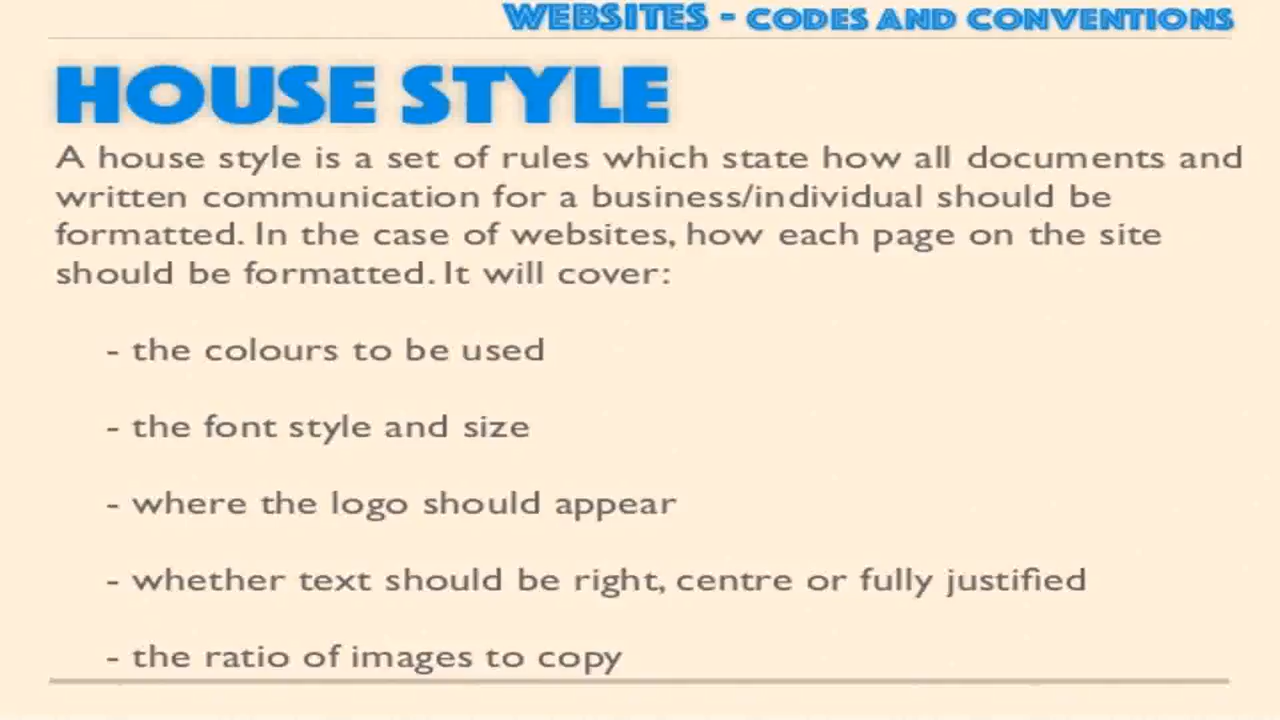 WEBSITES - CODES AND CONVENTIONS
HOUSE STYLE
A house style is a set of rules which state how all documents and
written communication for a business/individual should be
formatted. In the case of websites, how each page on the site
should be formatted. It will cover:
- the colours to be used
- the font style and size
- where the logo should appear
- whether text should be right, centre or fully justified
- the ratio of images to copy